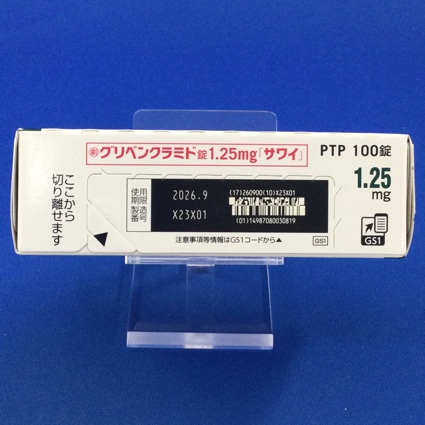 劇グリベンクラミド錠1.25mg「サワイ」
PTP 100錠
1.25
mg
ここから
切り離せます
使用
期限
2026.9
製造
番号
X23X01
(17)260900(10)X23X01
(01)14987080030819
注意事項等情報はGS1コードから▲
GS1
GS1